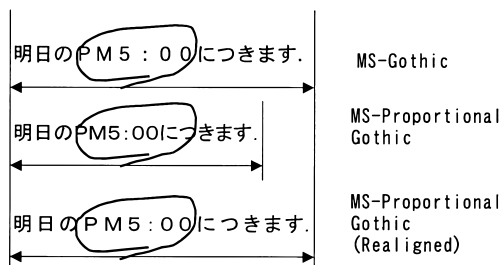 明日のＰＭ５：００につきます.
MS-Gothic
明日のPM5:00につきます.
MS-Proportional
Gothic
明日のＰＭ５：００につきます.
MS-Proportional
Gothic
(Realigned)